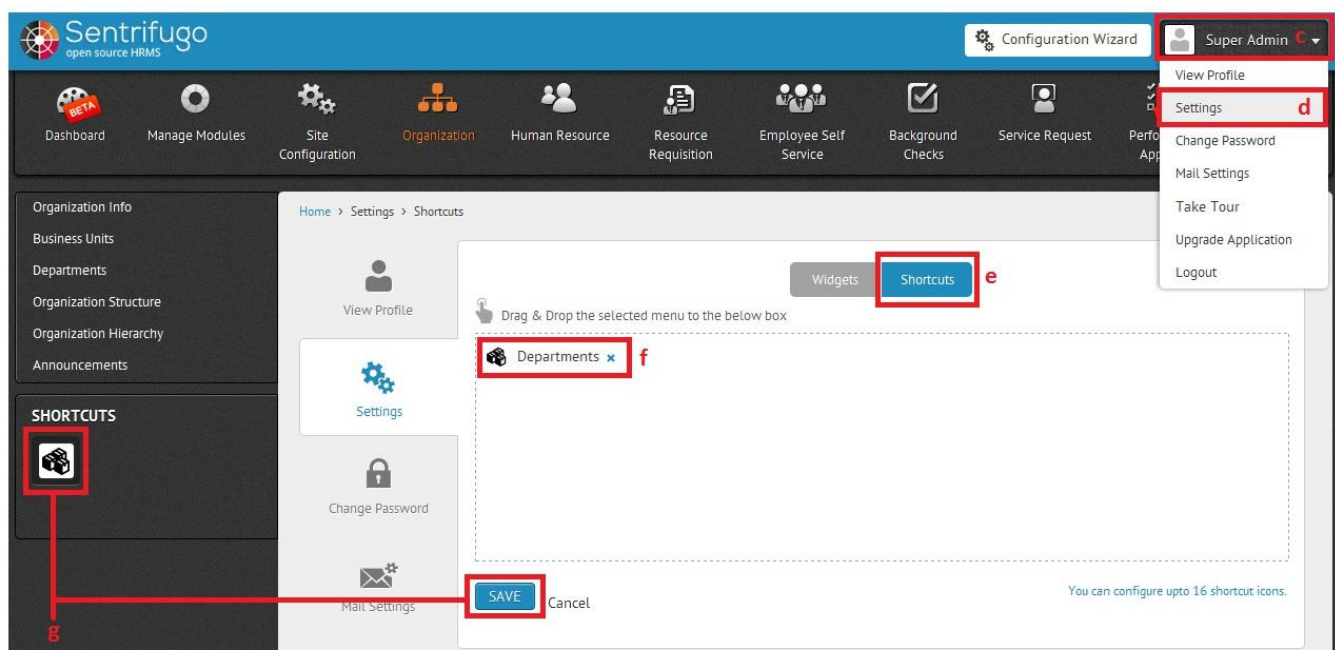 Sentrifugo
open source HRMS
Configuration Wizard
Super Admin c
View Profile
Settings d
Change Password
Mail Settings
Take Tour
Upgrade Application
Logout
BETA
Dashboard
Manage Modules
Site
Configuration
Organization
Human Resource
Resource
Requisition
Employee Self
Service
Background
Checks
Service Request
Perfo
App
Organization Info
Business Units
Departments
Organization Structure
Organization Hierarchy
Announcements
SHORTCUTS
g
Home > Settings > Shortcuts
View Profile
Settings
Change Password
Mail Settings
Widgets Shortcuts e
Drag & Drop the selected menu to the below box
Departments x f
SAVE Cancel
You can configure upto 16 shortcut icons.